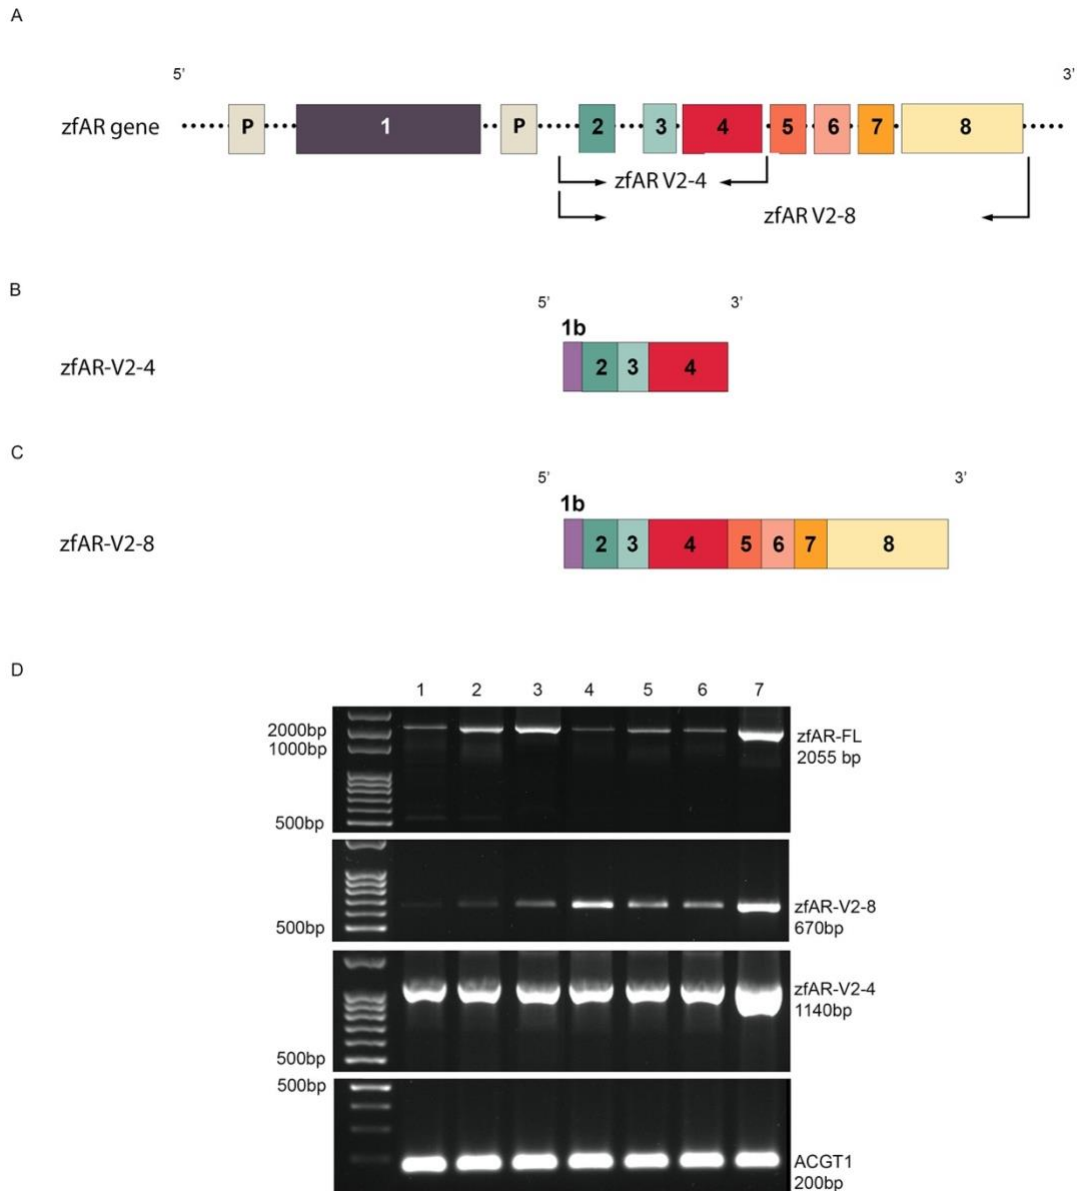 A
5’ 3’
zfAR gene P 1 P 2 3 4 5 6 7 8
zfAR V2-4
zfAR V2-8
B
5’ 3’
1b
zfAR-V2-4 2 3 4
C
5’ 3’
1b
zfAR-V2-8 2 3 4 5 6 7 8
D
1 2 3 4 5 6 7
2000bp zfAR-FL
1000bp 2055 bp
500bp
zfAR-V2-8
500bp 670bp
zfAR-V2-4
1140bp
500bp
500bp
ACGT1
200bp